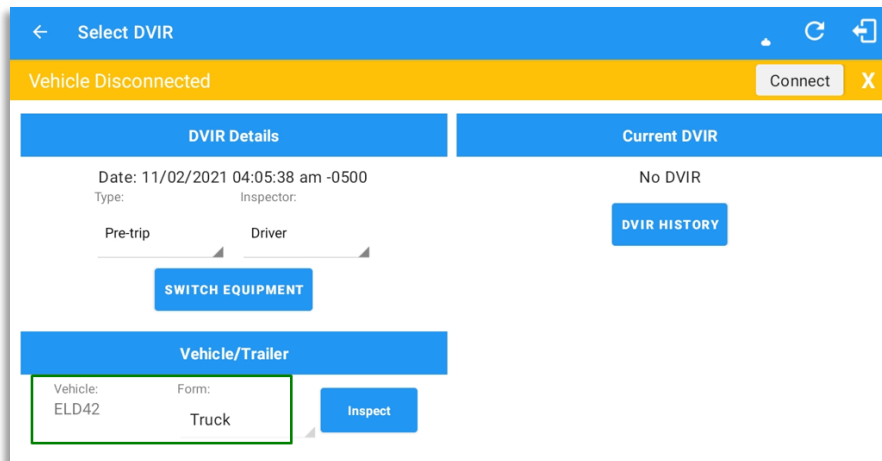 Select DVIR
Vehicle Disconnected
Connect
X
DVIR Details
Date: 11/02/2021 04:05:38 am -0500
Type:
Inspector:
Pre-trip
Driver
SWITCH EQUIPMENT
Vehicle/Trailer
Vehicle:
Form:
ELD42
Truck
Inspect
Current DVIR
No DVIR
DVIR HISTORY